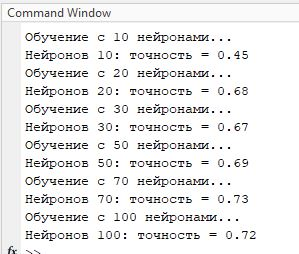 Command Window
Обучение с 10 нейронами...
Нейронов 10: точность = 0.45
Обучение с 20 нейронами...
Нейронов 20: точность = 0.68
Обучение с 30 нейронами...
Нейронов 30: точность = 0.67
Обучение с 50 нейронами...
Нейронов 50: точность = 0.69
Обучение с 70 нейронами...
Нейронов 70: точность = 0.73
Обучение с 100 нейронами...
Нейронов 100: точность = 0.72
fx >>